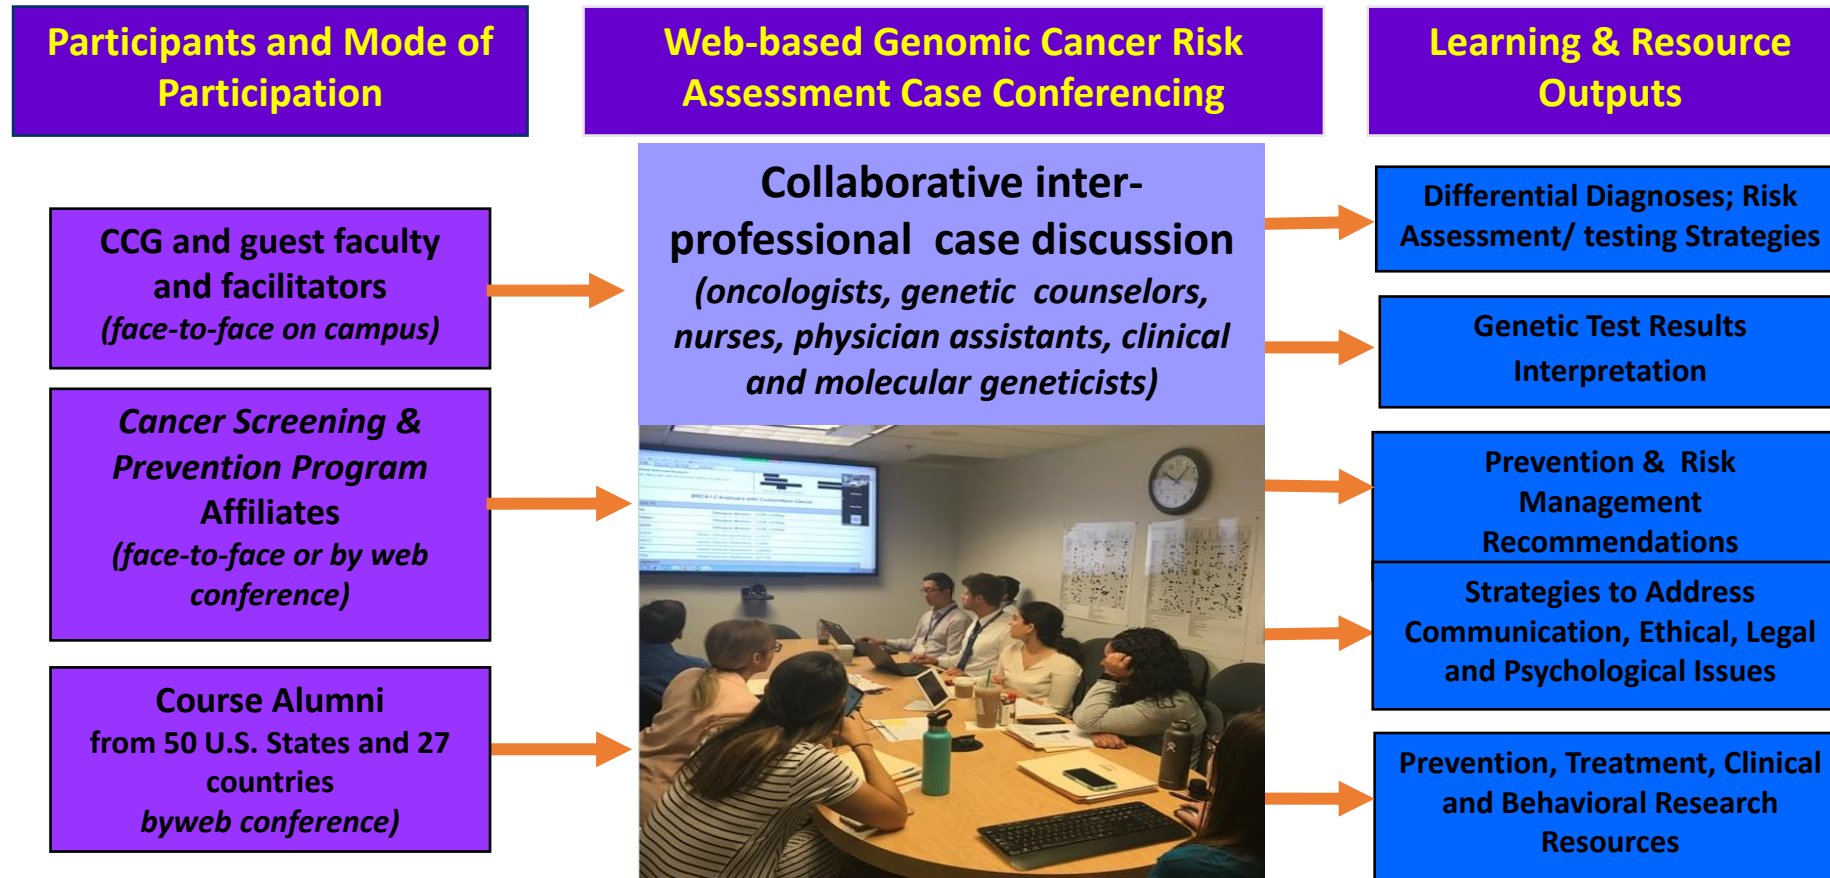 Participants and Mode of
Participation
Web-based Genomic Cancer Risk
Assessment Case Conferencing
Learning & Resource
Outputs
CCG and guest faculty
and facilitators
(face-to-face on campus)
Cancer Screening &
Prevention Program
Affiliates
(face-to-face or by web
conference)
Course Alumni
from 50 U.S. States and 27
countries
byweb conference)
Collaborative inter-
professional case discussion
(oncologists, genetic counselors,
nurses, physician assistants, clinical
and molecular geneticists)
Differential Diagnoses; Risk
Assessment/ testing Strategies
Genetic Test Results
Interpretation
Prevention & Risk
Management
Recommendations
Strategies to Address
Communication, Ethical, Legal
and Psychological Issues
Prevention, Treatment, Clinical
and Behavioral Research
Resources